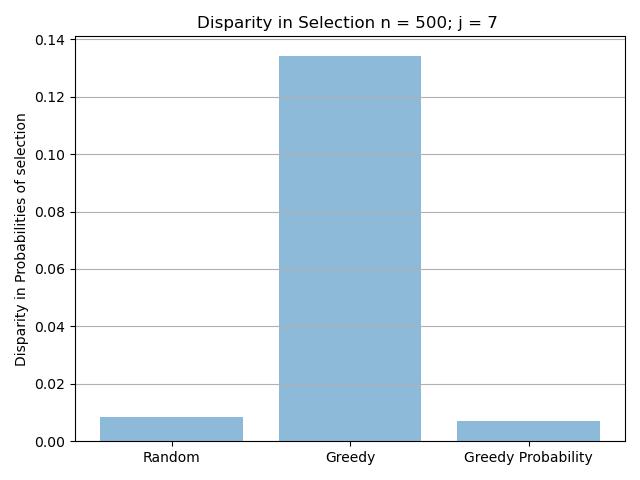 Disparity in Selection n = 500; j = 7
Disparity in Probabilities of selection
0.14
0.12
0.10
0.08
0.06
0.04
0.02
0.00
Random
Greedy
Greedy Probability